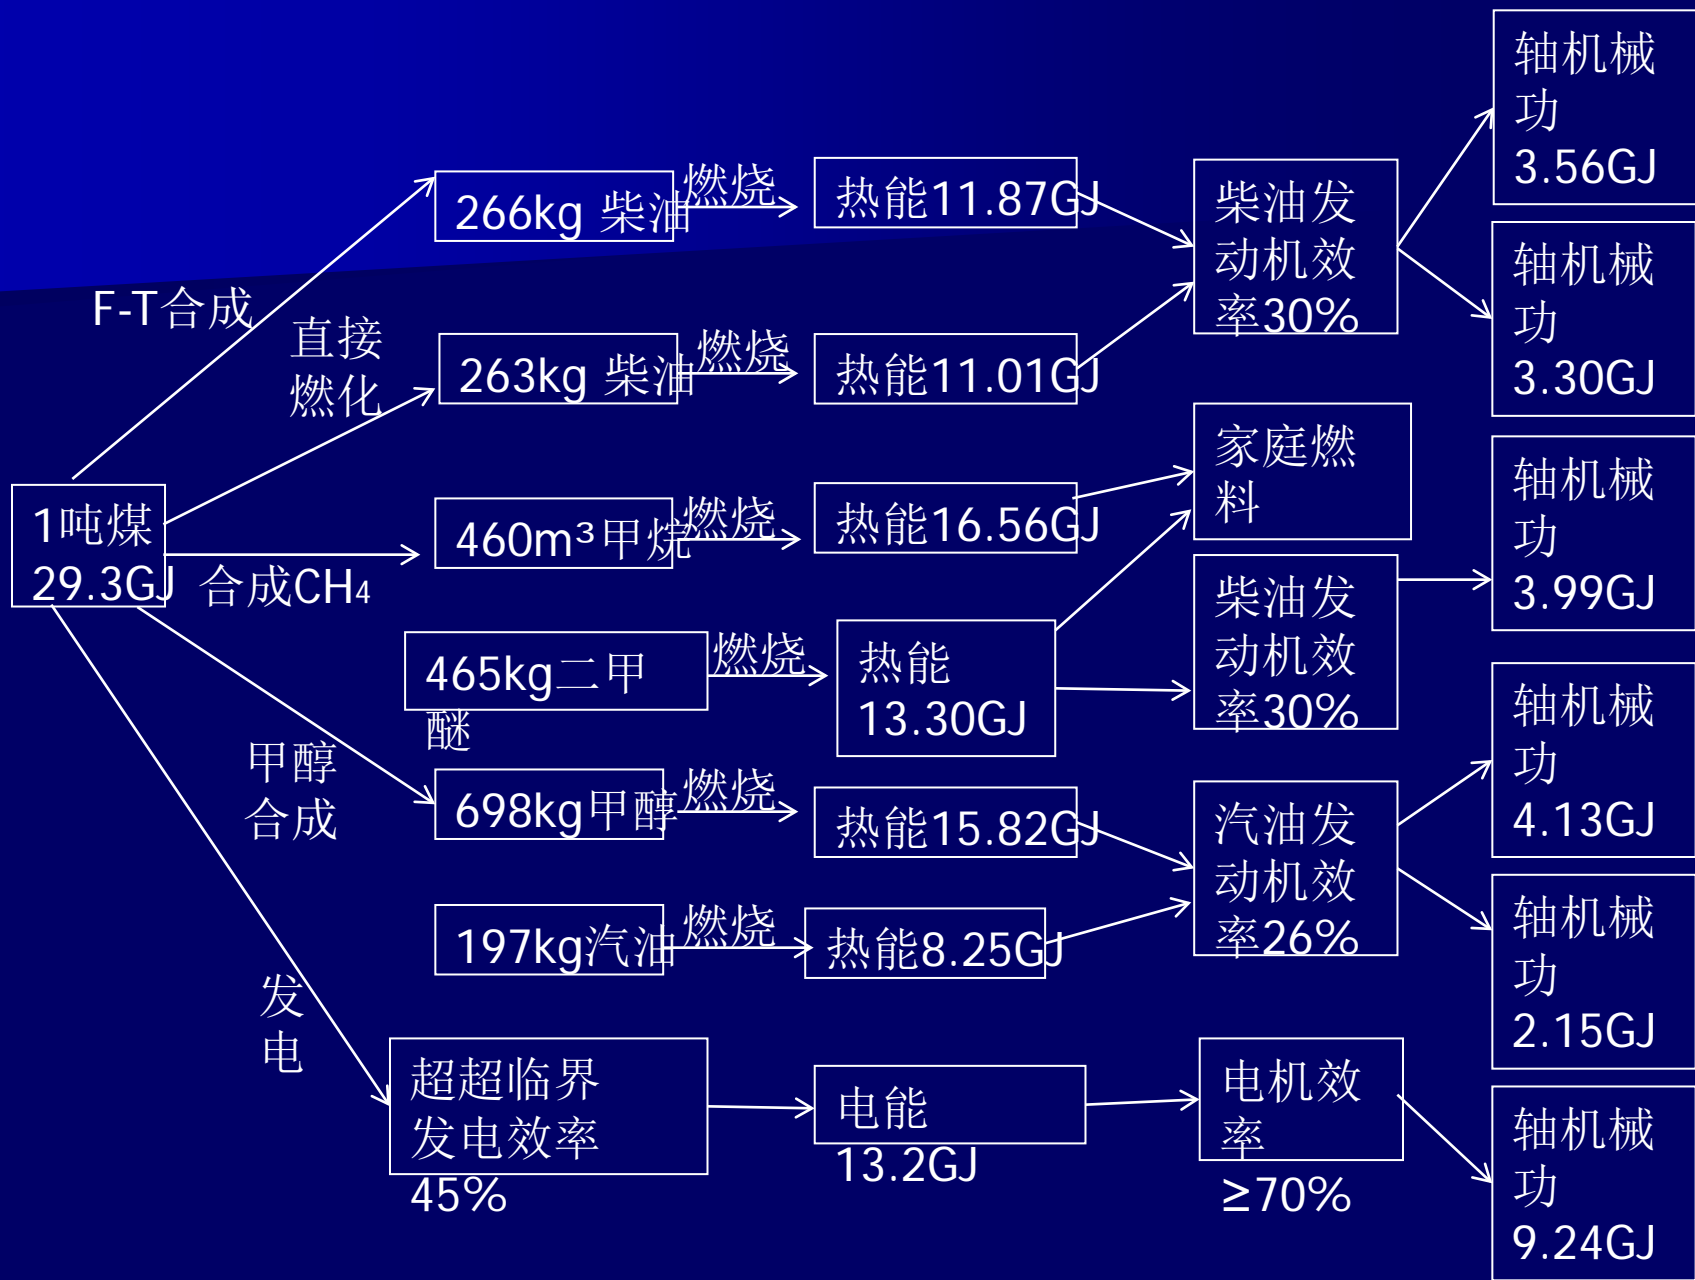 轴机械
功
3.56GJ
266kg 柴油
燃烧
热能11.87GJ
柴油发
动机效
率30%
轴机械
功
3.30GJ
F-T合成
直接
燃化
263kg 柴油
燃烧
热能11.01GJ
家庭燃
料
1吨煤
29.3GJ
合成CH₄
460m³甲烷
燃烧
热能16.56GJ
轴机械
功
3.99GJ
465kg二甲
醚
燃烧
热能
13.30GJ
柴油发
动机效
率30%
甲醇
合成
698kg甲醇
燃烧
热能15.82GJ
汽油发
动机效
率26%
轴机械
功
4.13GJ
197kg汽油
燃烧
热能8.25GJ
轴机械
功
2.15GJ
发
电
超超临界
发电效率
45%
电能
13.2GJ
电机效
率
≥70%
轴机械
功
9.24GJ